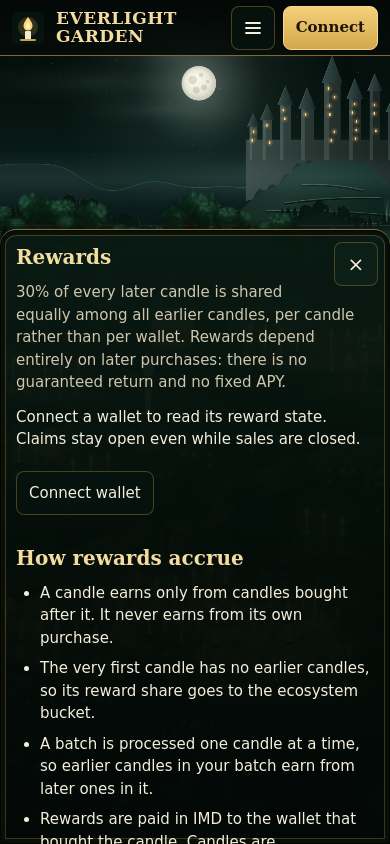 EVERLIGHT
GARDEN
Connect
Rewards
30% of every later candle is shared
equally among all earlier candles, per candle
rather than per wallet. Rewards depend
entirely on later purchases: there is no
guaranteed return and no fixed APY.
Connect a wallet to read its reward state.
Claims stay open even while sales are closed.
Connect wallet
How rewards accrue
• A candle earns only from candles bought
after it. It never earns from its own
purchase.
• The very first candle has no earlier candles,
so its reward share goes to the ecosystem
bucket.
• A batch is processed one candle at a time,
so earlier candles in your batch earn from
later ones in it.
• Rewards are paid in IMD to the wallet that
bought the candle. Candles are